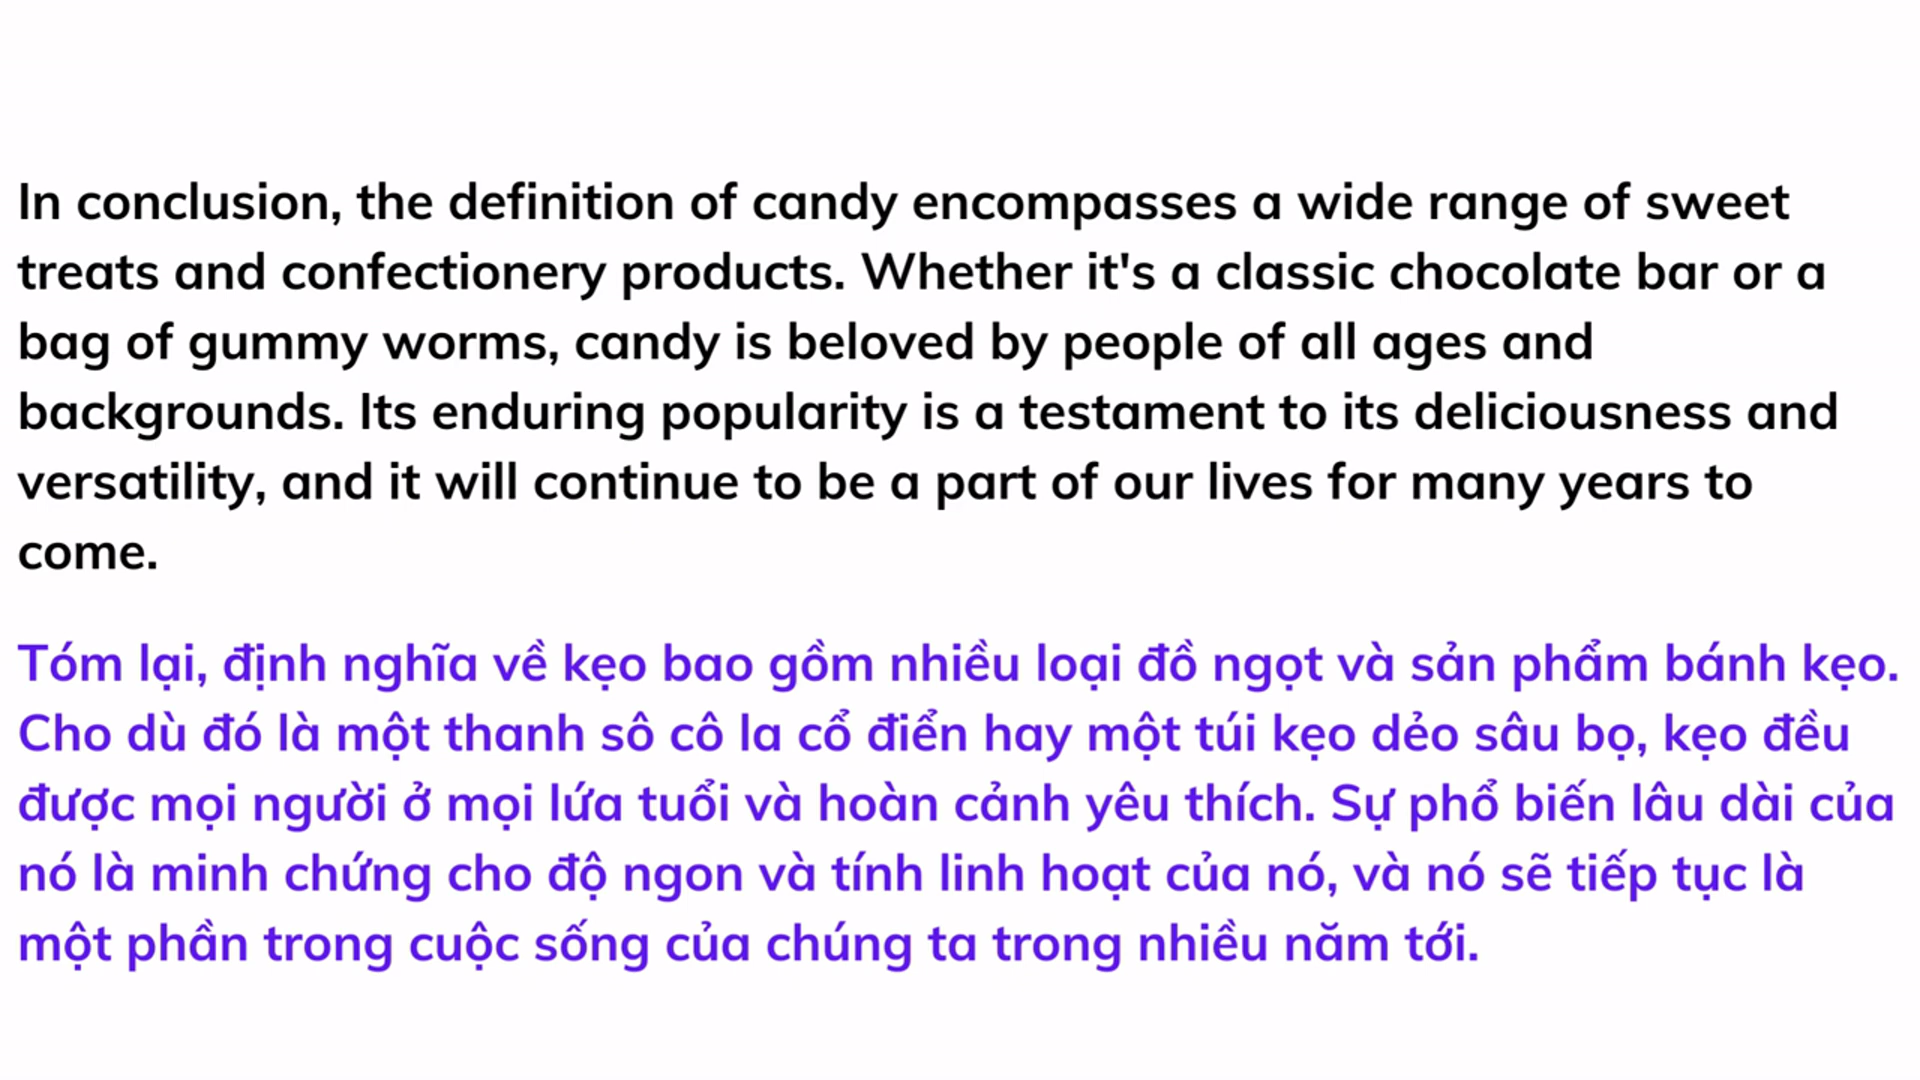 In conclusion, the definition of candy encompasses a wide range of sweet
treats and confectionery products. Whether it's a classic chocolate bar or a
bag of gummy worms, candy is beloved by people of all ages and
backgrounds. Its enduring popularity is a testament to its deliciousness and
versatility, and it will continue to be a part of our lives for many years to
come.
Tóm lại, định nghĩa về kẹo bao gồm nhiều loại đồ ngọt và sản phẩm bánh kẹo.
Cho dù đó là một thanh sô cô la cổ điển hay một túi kẹo dẻo sâu bọ, kẹo đều
được mọi người ở mọi lứa tuổi và hoàn cảnh yêu thích. Sự phổ biến lâu dài của
nó là minh chứng cho độ ngon và tính linh hoạt của nó, và nó sẽ tiếp tục là
một phần trong cuộc sống của chúng ta trong nhiều năm tới.